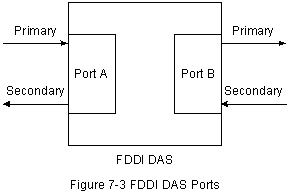 Primary
Primary
Port A
Port B
Secondary
Secondary
FDDI DAS
Figure 7-3 FDDI DAS Ports